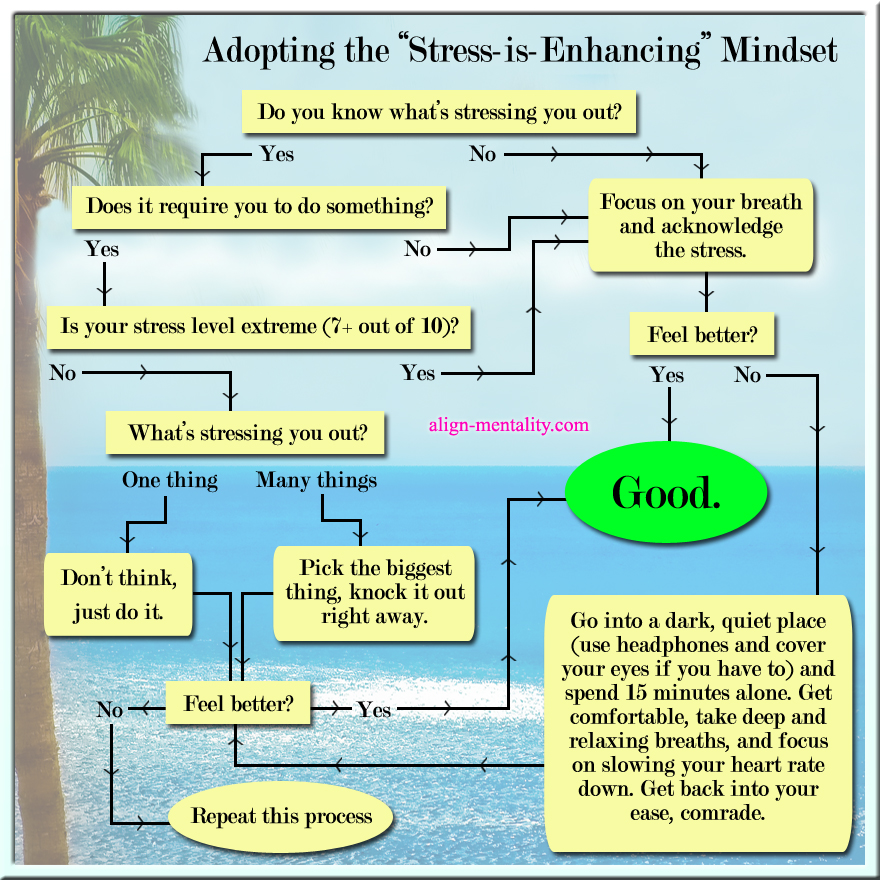 Adopting the “Stress-is-Enhancing” Mindset
Do you know what’s stressing you out?
Yes
No
Does it require you to do something?
Focus on your breath
and acknowledge
the stress.
Yes
No
Is your stress level extreme (7+ out of 10)?
Feel better?
No
Yes
Yes
No
What’s stressing you out?
align-mentality.com
One thing
Many things
Good.
Don’t think,
just do it.
Pick the biggest
thing, knock it out
right away.
Go into a dark, quiet place
(use headphones and cover
your eyes if you have to) and
spend 15 minutes alone. Get
comfortable, take deep and
relaxing breaths, and focus
on slowing your heart rate
down. Get back into your
ease, comrade.
Feel better?
No
Yes
Repeat this process